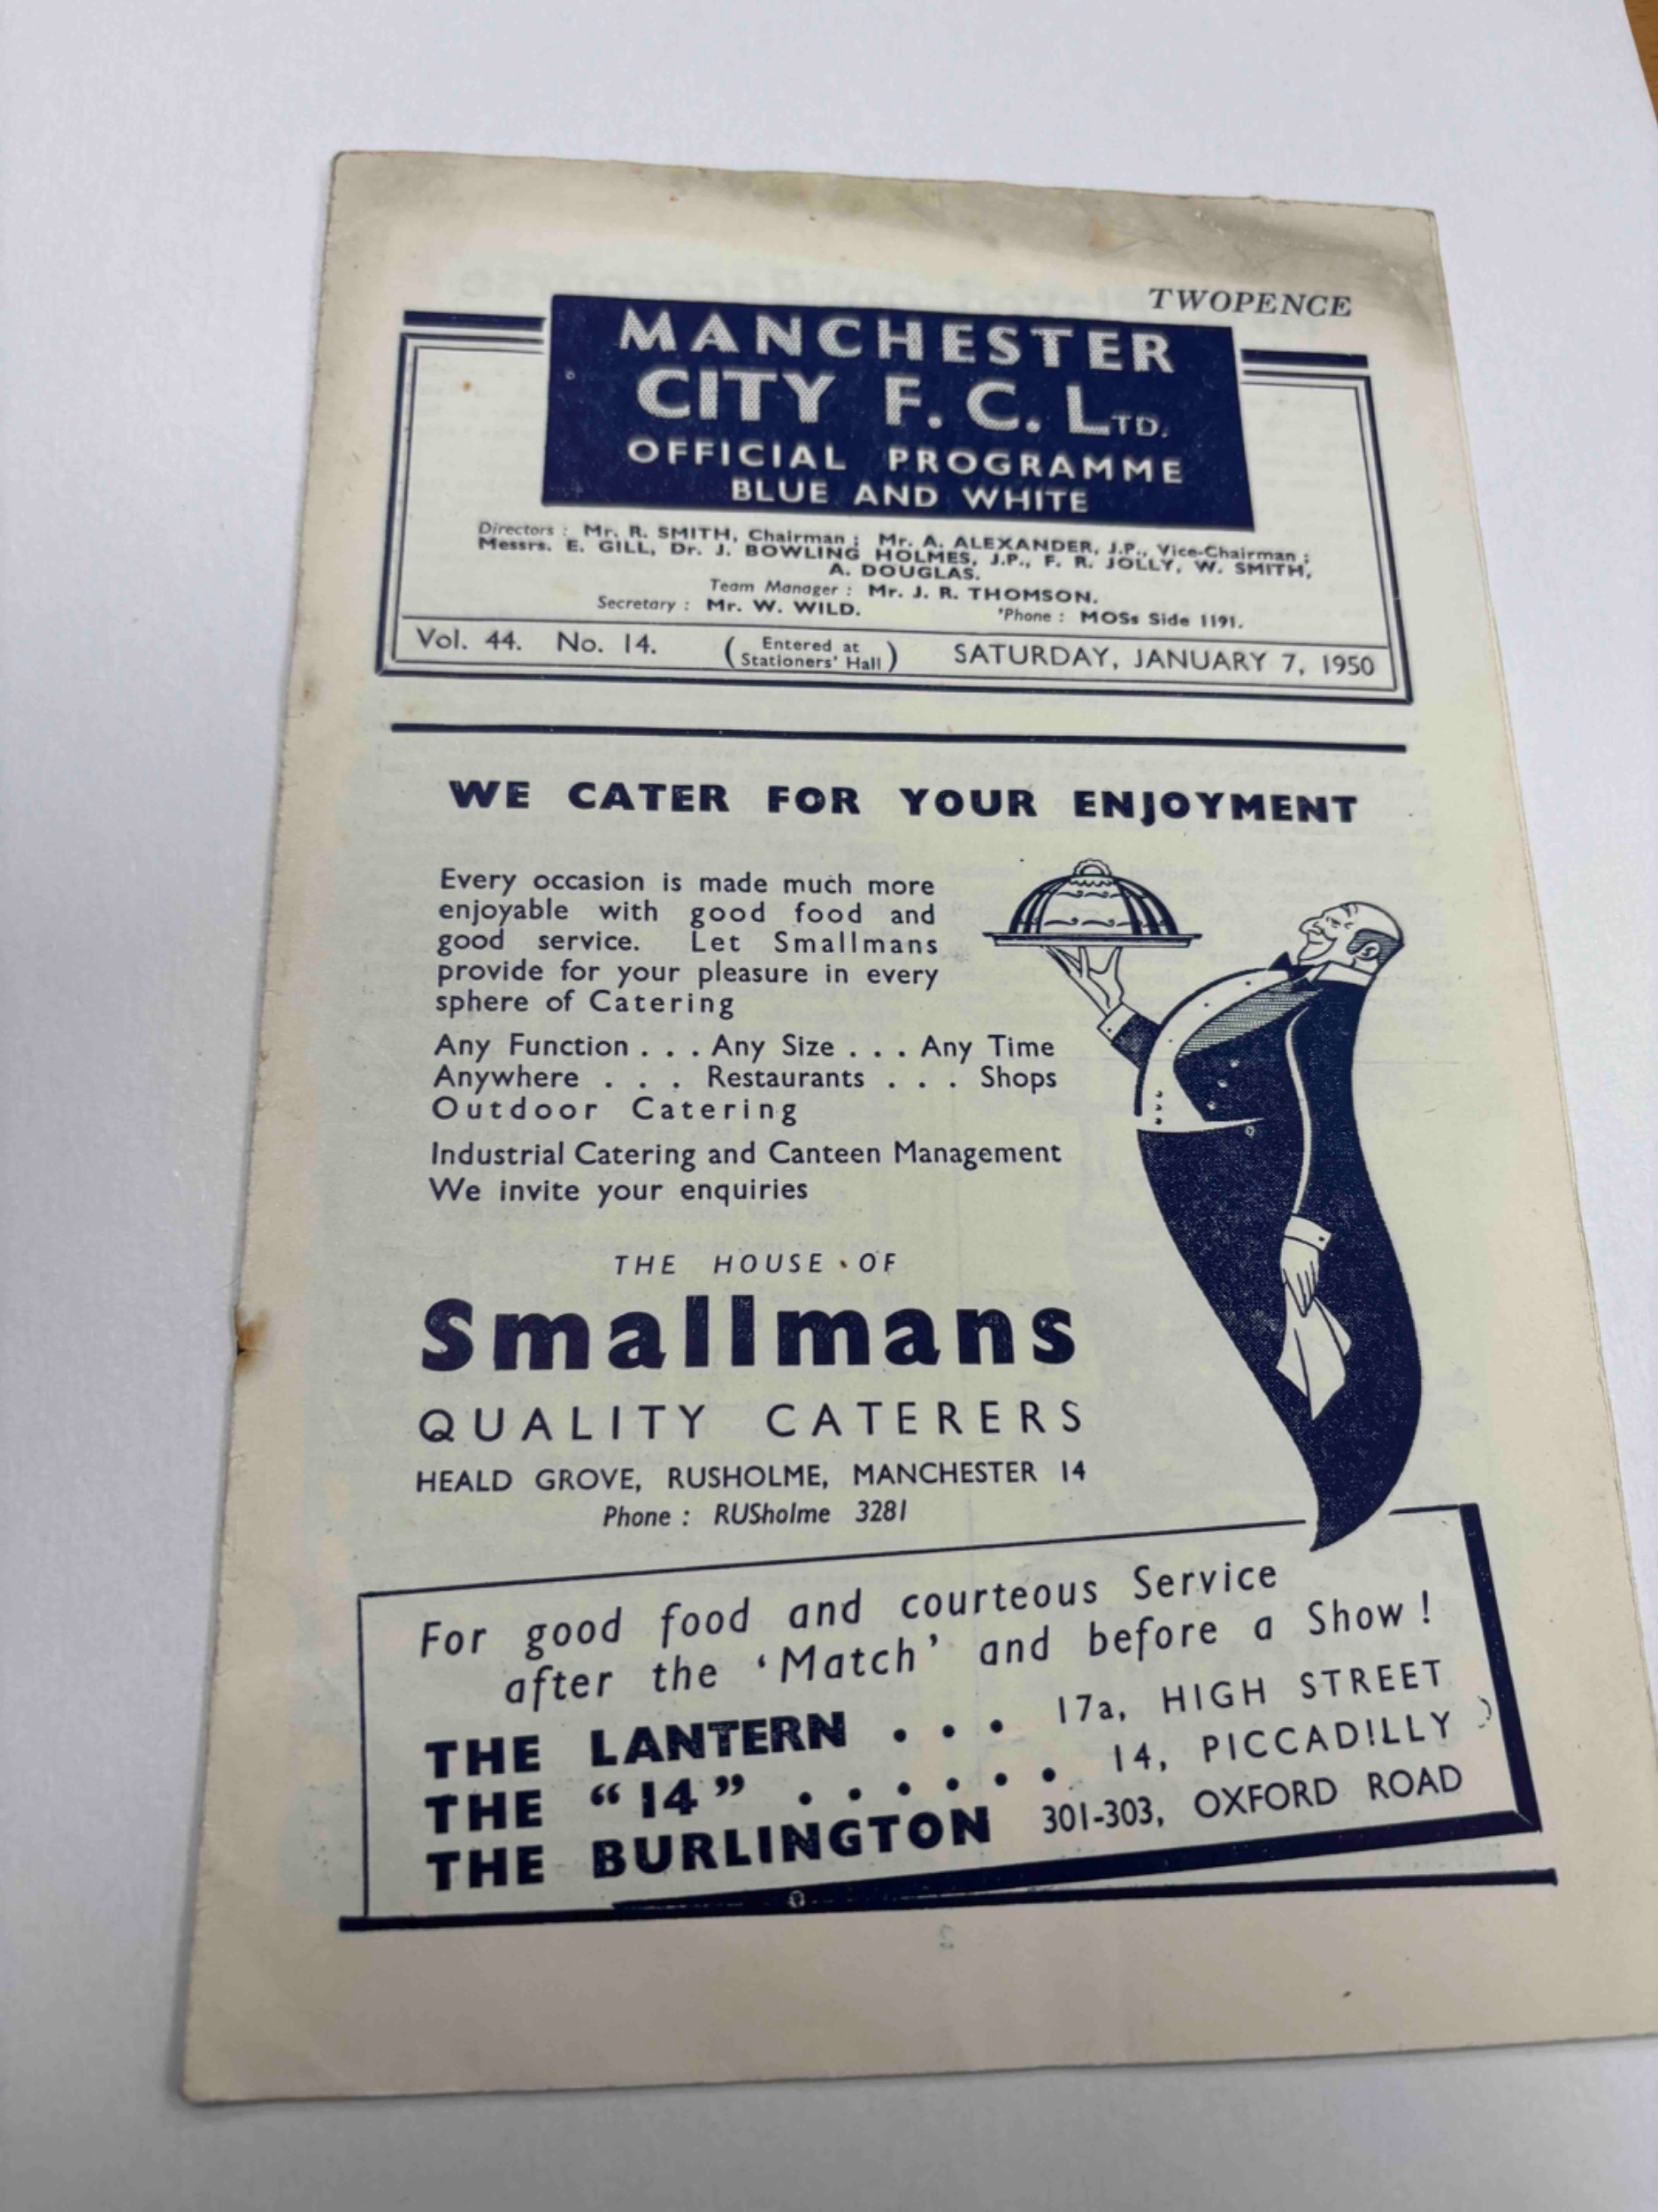 TWOPENCE
MANCHESTER
CITY F. C. LTD.
OFFICIAL PROGRAMME
BLUE AND WHITE
Directors : Mr. R. SMITH, Chairman ; Mr. A. ALEXANDER, J.P., Vice-Chairman ;
Messrs. E. GILL, Dr. J. BOWLING HOLMES, J.P., F. R. JOLLY, W. SMITH,
A. DOUGLAS.
Team Manager : Mr. J. R. THOMSON.
Secretary : Mr. W. WILD. 'Phone : MOSs Side 1191.
Vol. 44. No. 14. (Entered at Stationers' Hall) SATURDAY, JANUARY 7, 1950
WE CATER FOR YOUR ENJOYMENT
Every occasion is made much more
enjoyable with good food and
good service. Let Smallmans
provide for your pleasure in every
sphere of Catering
Any Function . . . Any Size . . . Any Time
Anywhere . . . Restaurants . . . Shops
Outdoor Catering
Industrial Catering and Canteen Management
We invite your enquiries
THE HOUSE OF
Smallmans
QUALITY CATERERS
HEALD GROVE, RUSHOLME, MANCHESTER 14
Phone : RUSholme 3281
For good food and courteous Service
after the 'Match' and before a Show !
THE LANTERN . . . 17a, HIGH STREET
THE "14" . . . . . . 14, PICCADILLY
THE BURLINGTON 301-303, OXFORD ROAD